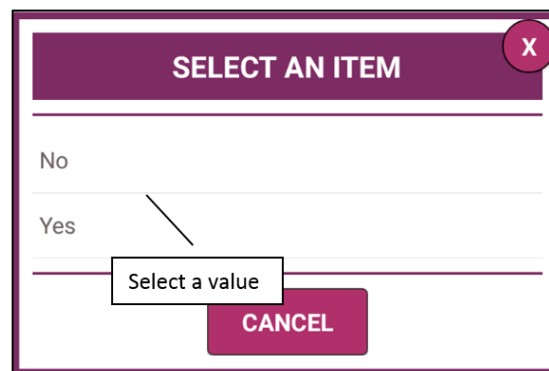 X
SELECT AN ITEM
No
Yes
Select a value
CANCEL